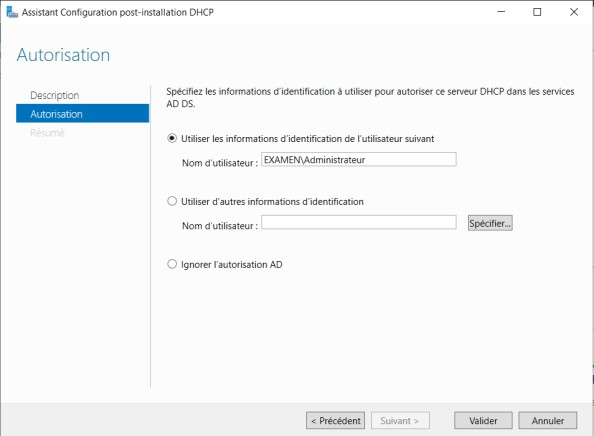 Assistant Configuration post-installation DHCP
Autorisation
Description
Autorisation
Résumé
Spécifiez les informations d'identification à utiliser pour autoriser ce serveur DHCP dans les services
AD DS.
Utiliser les informations d'identification de l'utilisateur suivant
Nom d'utilisateur : EXAMEN\Administrateur
Utiliser d'autres informations d'identification
Nom d'utilisateur : Spécifier...
Ignorer l'autorisation AD
< Précédent Suivant > Valider Annuler